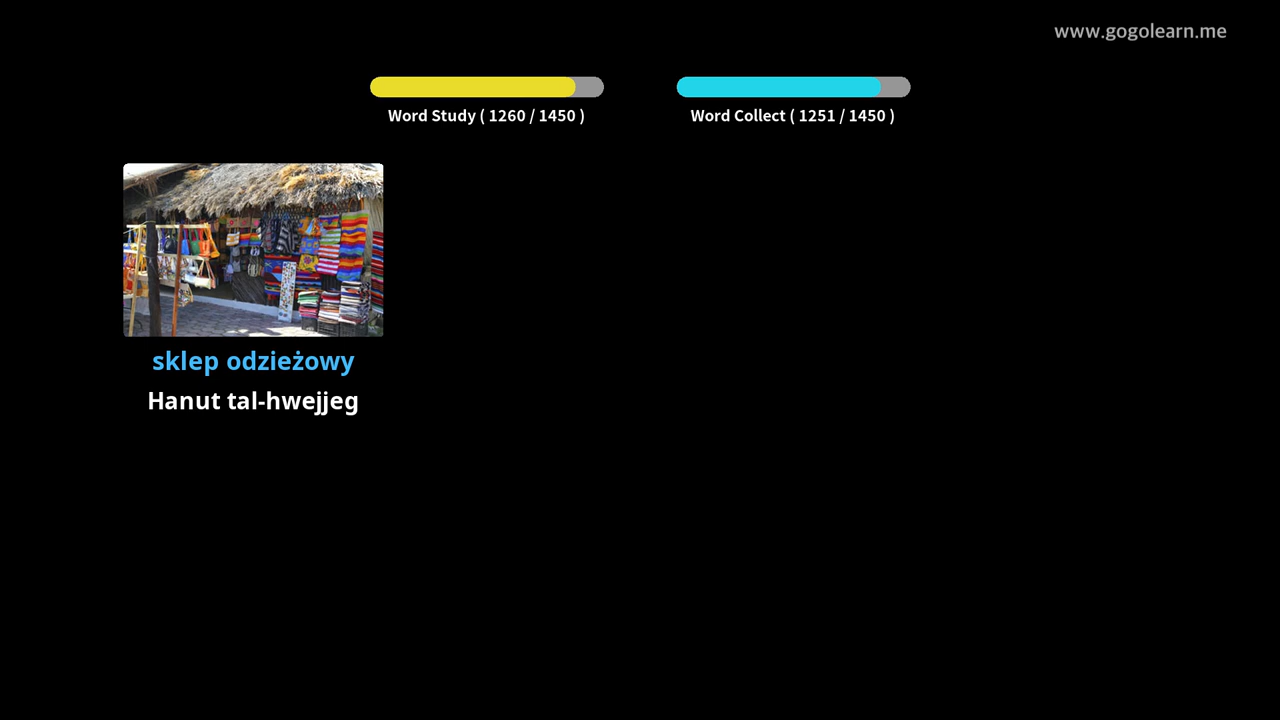 www.gogolearn.me
Word Study ( 1260 / 1450 )
Word Collect ( 1251 / 1450 )
sklep odzieżowy
Hanut tal-hwejjeg